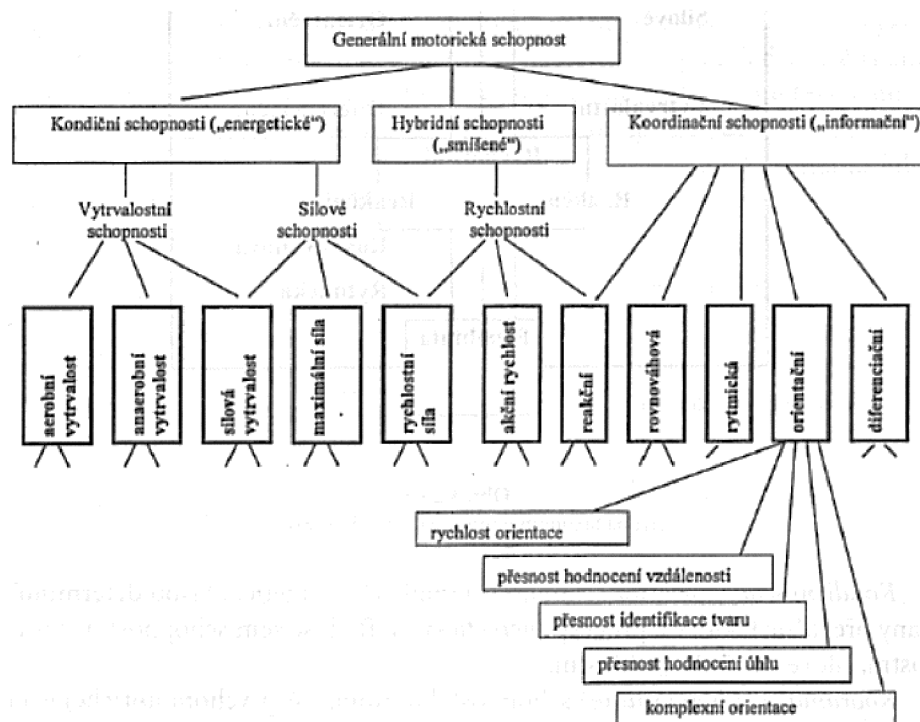 Generální motorická schopnost
Kondiční schopnosti („energetické“)
Hybridní schopnosti
(„smíšené“)
Koordinační schopnosti („informační“)
Vytrvalostní
schopnosti
Silové
schopnosti
Rychlostní
schopnosti
aerobní
vytrvalost
anaerobní
vytrvalost
silová
vytrvalost
maximální síla
rychlostní
síla
akční rychlost
reakční
rovnováhová
rytmická
orientační
diferenciační
rychlost orientace
přesnost hodnocení vzdálenosti
přesnost identifikace tvaru
přesnost hodnocení úhlu
komplexní orientace